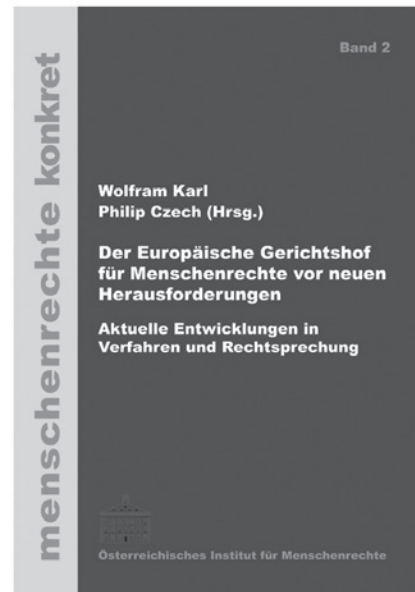 menschenrechte konkret
Band 2
Wolfram Karl
Philip Czech (Hrsg.)
Der Europäische Gerichtshof
für Menschenrechte vor neuen
Herausforderungen
Aktuelle Entwicklungen in
Verfahren und Rechtsprechung
Österreichisches Institut für Menschenrechte